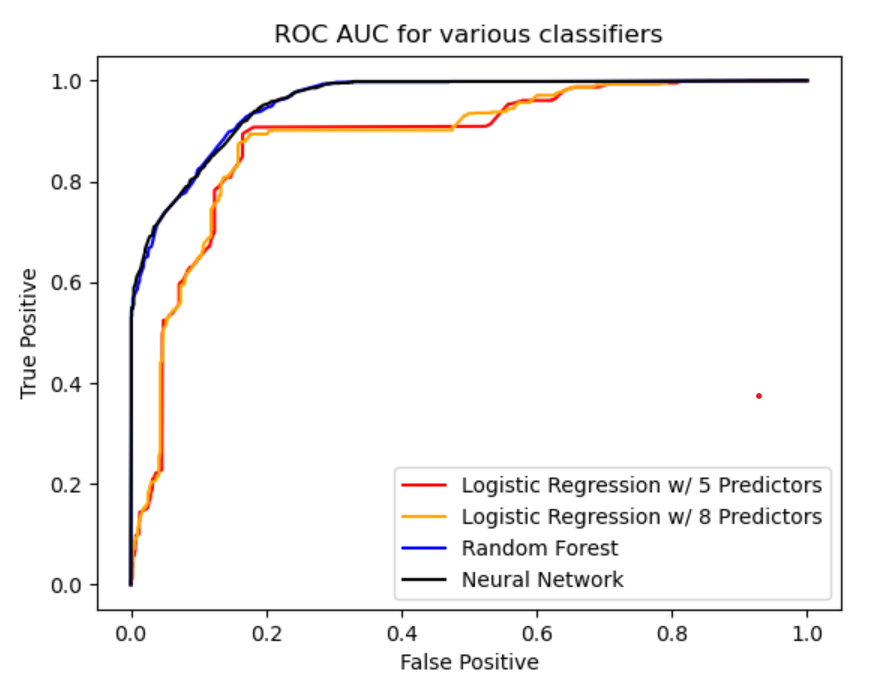 ROC AUC for various classifiers
1.0
0.8
0.6
0.4
0.2
0.0
True Positive
Logistic Regression w/ 5 Predictors
Logistic Regression w/ 8 Predictors
Random Forest
Neural Network
0.0 0.2 0.4 0.6 0.8 1.0
False Positive